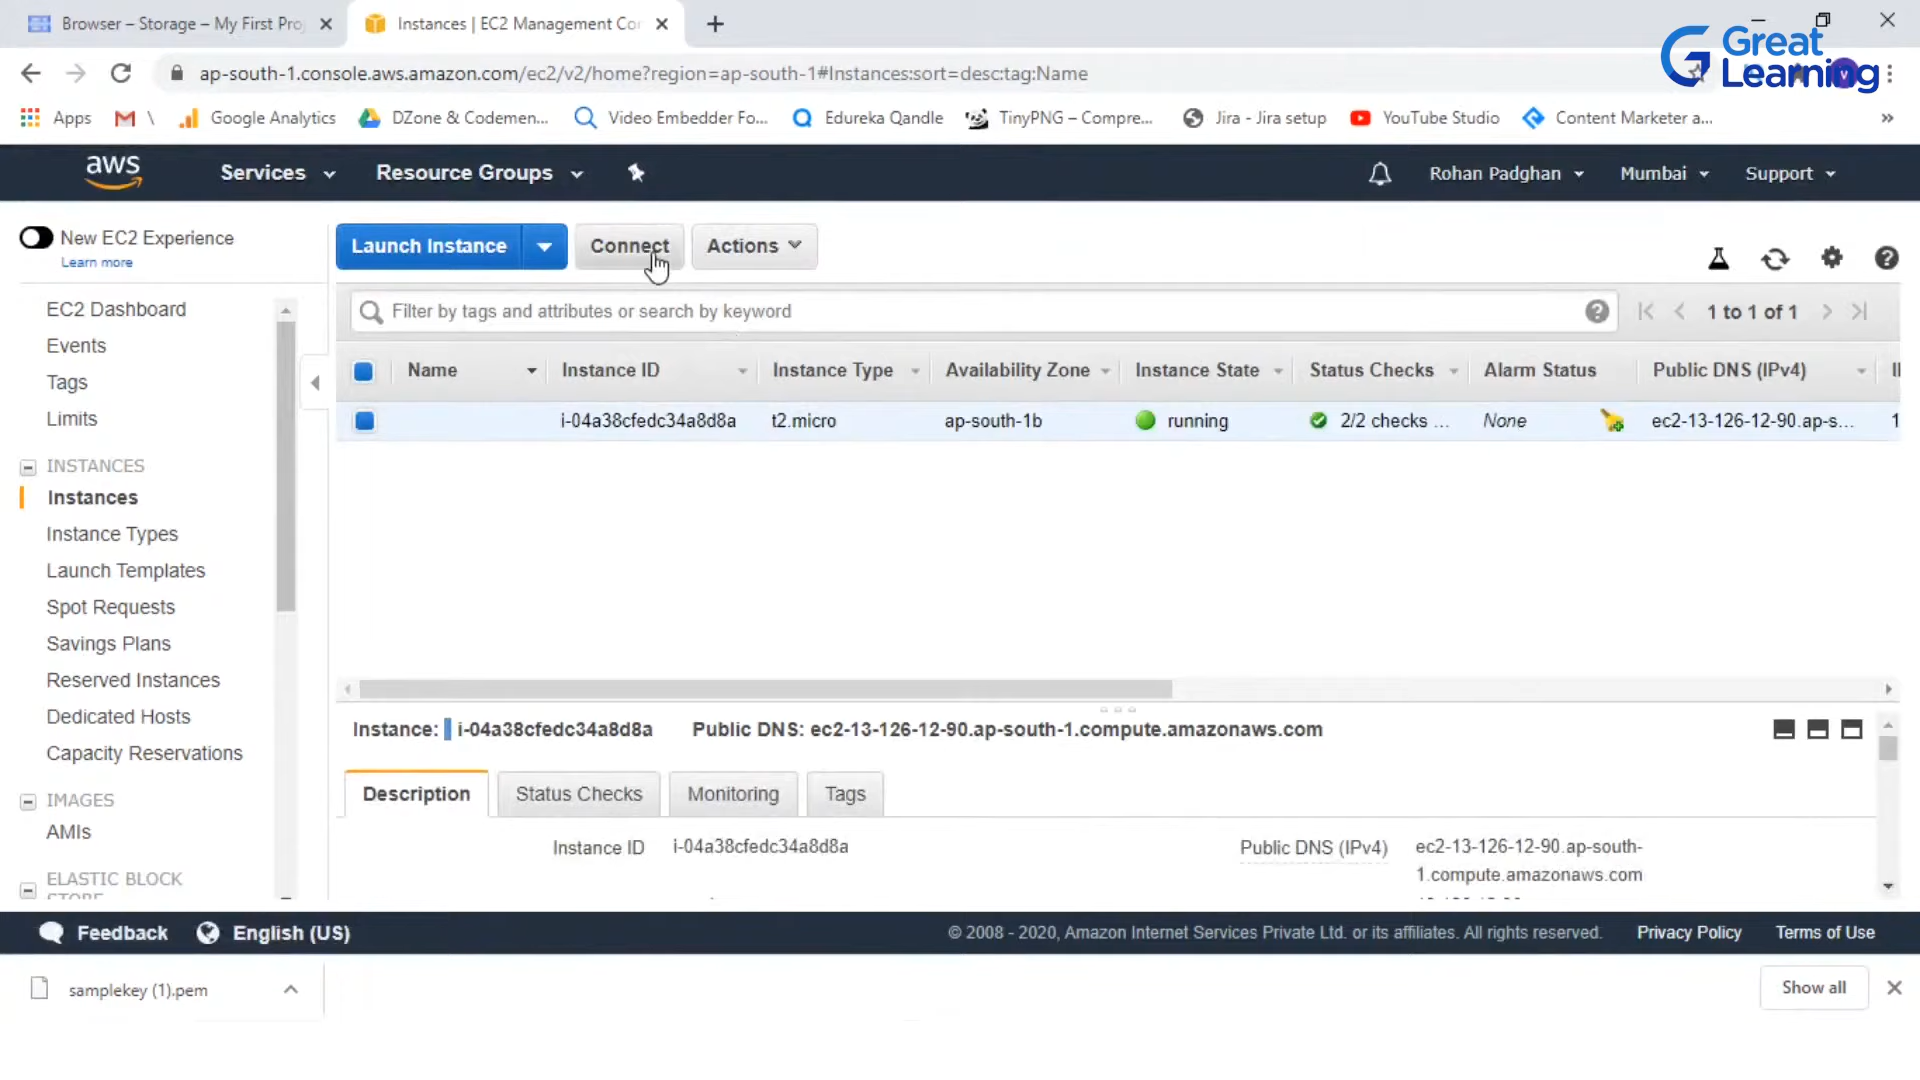 Browser – Storage – My First Pro
Instances | EC2 Management Con
Great Learning
ap-south-1.console.aws.amazon.com/ec2/v2/home?region=ap-south-1#Instances:sort=desc:tag:Name
Apps
\
Google Analytics
DZone & Codemen...
Video Embedder Fo...
Edureka Qandle
TinyPNG – Compre...
Jira - Jira setup
YouTube Studio
Content Marketer a...
»
aws
Services
Resource Groups
Rohan Padghan
Mumbai
Support
New EC2 Experience
Learn more
Launch Instance
Connect
Actions
Filter by tags and attributes or search by keyword
1 to 1 of 1
Name
Instance ID
Instance Type
Availability Zone
Instance State
Status Checks
Alarm Status
Public DNS (IPv4)
i-04a38cfedc34a8d8a
t2.micro
ap-south-1b
running
2/2 checks ...
None
ec2-13-126-12-90.ap-s...
1
EC2 Dashboard
Events
Tags
Limits
INSTANCES
Instances
Instance Types
Launch Templates
Spot Requests
Savings Plans
Reserved Instances
Dedicated Hosts
Capacity Reservations
IMAGES
AMIs
ELASTIC BLOCK
STORE
Instance: i-04a38cfedc34a8d8a
Public DNS: ec2-13-126-12-90.ap-south-1.compute.amazonaws.com
Description
Status Checks
Monitoring
Tags
Instance ID
i-04a38cfedc34a8d8a
Public DNS (IPv4)
ec2-13-126-12-90.ap-south-
1.compute.amazonaws.com
Feedback
English (US)
© 2008 - 2020, Amazon Internet Services Private Ltd. or its affiliates. All rights reserved.
Privacy Policy
Terms of Use
samplekey (1).pem
Show all